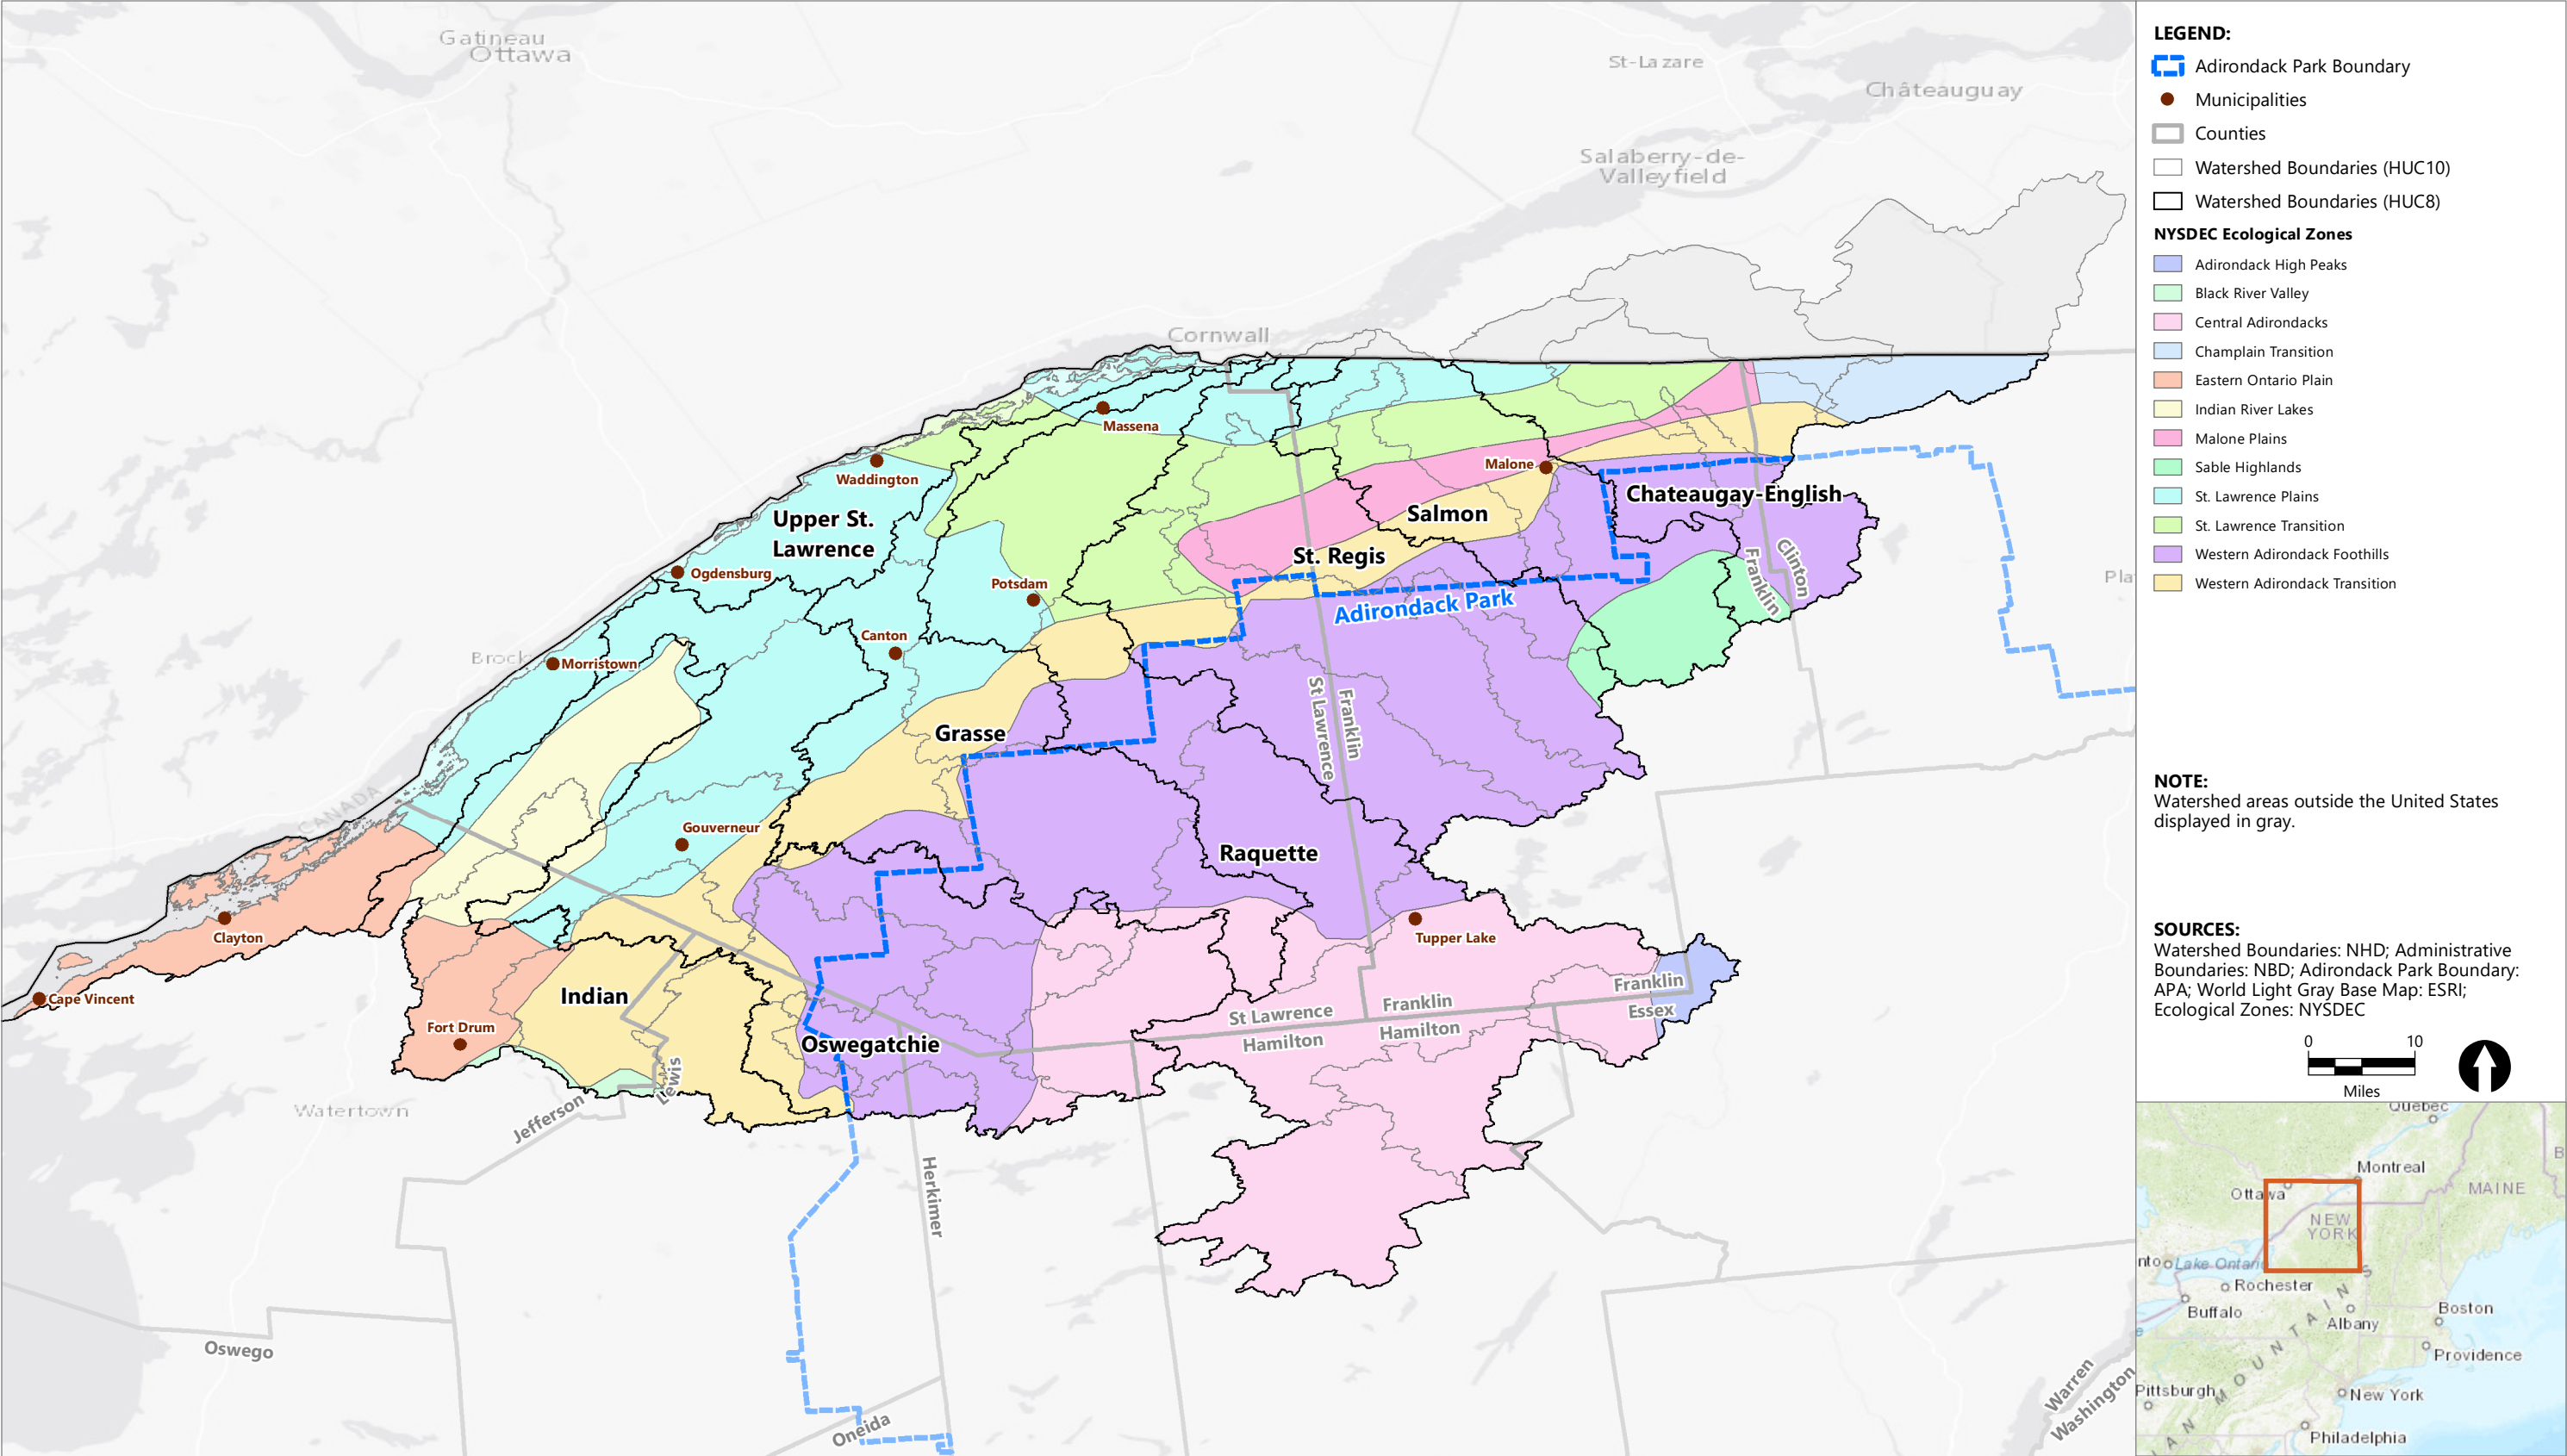 Gatineau
Ottawa
St-Lazare
Châteauguay
Salaberry-de-
Valleyfield
Cornwall
Massena
Waddington
Malone
Chateaugay-English
Upper St.
Lawrence
Salmon
St. Regis
Ogdensburg
Potsdam
Adirondack Park
Clinton
Franklin
Canton
Brock
Morristown
St Lawrence
Franklin
Grasse
CANADA
Gouverneur
Raquette
Clayton
Tupper Lake
Cape Vincent
Indian
Franklin
Essex
St Lawrence
Franklin
Hamilton
Hamilton
Fort Drum
Oswegatchie
Lewis
Jefferson
Watertown
Herkimer
Oswego
Oneida
Warren
Washington
Pla
LEGEND:
Adirondack Park Boundary
Municipalities
Counties
Watershed Boundaries (HUC10)
Watershed Boundaries (HUC8)
NYSDEC Ecological Zones
Adirondack High Peaks
Black River Valley
Central Adirondacks
Champlain Transition
Eastern Ontario Plain
Indian River Lakes
Malone Plains
Sable Highlands
St. Lawrence Plains
St. Lawrence Transition
Western Adirondack Foothills
Western Adirondack Transition
NOTE:
Watershed areas outside the United States
displayed in gray.
SOURCES:
Watershed Boundaries: NHD; Administrative
Boundaries: NBD; Adirondack Park Boundary:
APA; World Light Gray Base Map: ESRI;
Ecological Zones: NYSDEC
0 10
Miles
Quebec
Montreal
Ottawa
MAINE
NEW
YORK
nto
Lake Ontari
Rochester
Buffalo
Albany
Boston
Providence
Pittsburgh
New York
Philadelphia
AN MOUNTAINS